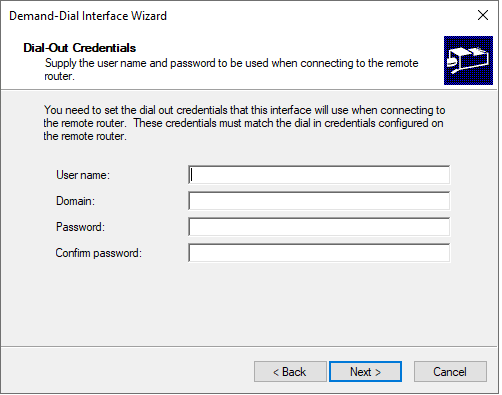 Demand-Dial Interface Wizard
Dial-Out Credentials
Supply the user name and password to be used when connecting to the remote
router.
You need to set the dial out credentials that this interface will use when connecting to
the remote router.  These credentials must match the dial in credentials configured on
the remote router.
User name:
Domain:
Password:
Confirm password:
< Back
Next >
Cancel